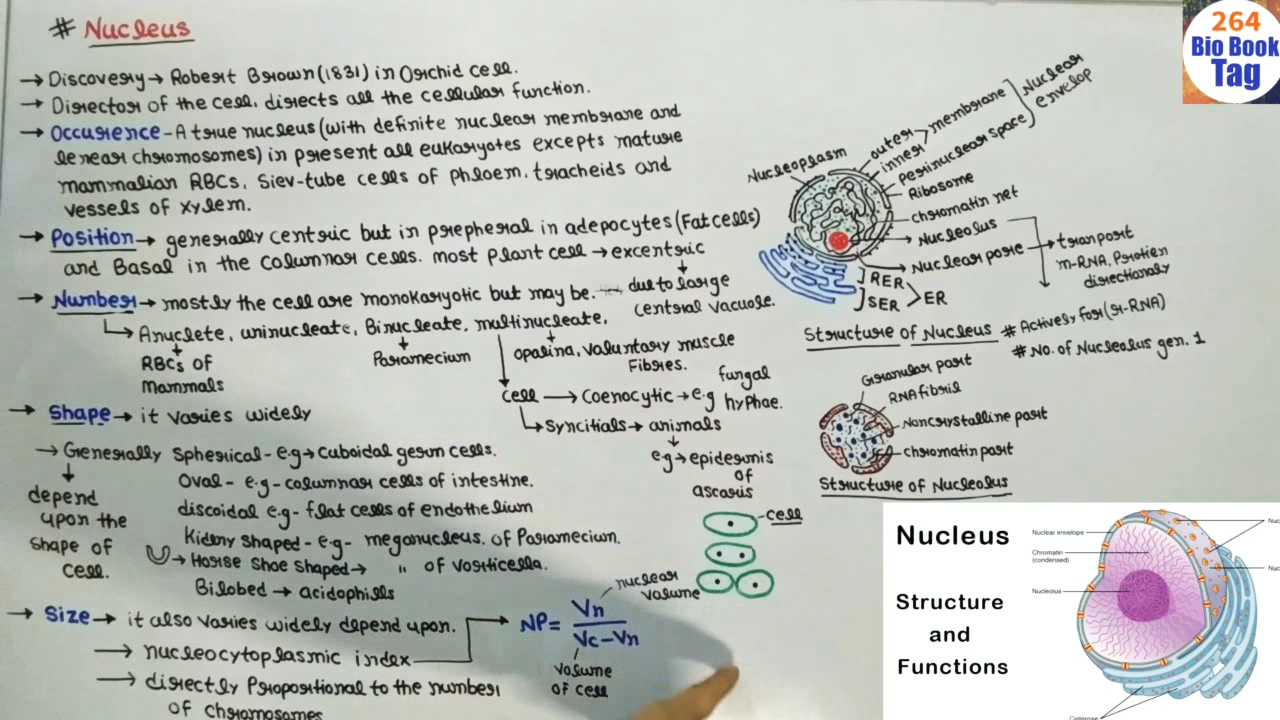 # Nucleus
→ Discovery → Robert Brown (1831) in Orchid cell.
→ Director of the cell, directs all the cellular function.
→ Occurence - A true nucleus (with definite nuclear membrane and
lenear chromosomes) in present all eukaryotes excepts mature
mammalian RBCs, Siev-tube cells of phloem, tracheids and
vessels of xylem.
→ Position → generally centric but in prepheral in adepocytes (Fat cells)
and Basal in the columnar cells. most plant cell → excentric
due to large
central vacuole.
→ Number → mostly the cell are monokaryotic but may be.
Anuclete, uninucleate, Binucleate, multinucleate,
RBCs of
Mammals
Paramecium
opalina, voluntary muscle
Fibres.
cell → Coenocytic → e.g fungal
hyphae.
Syncitials → animals
e.g → epidermis
of
ascaris
→ Shape → it varies widely
→ Generally Spherical - e.g → Cuboidal germ cells.
Oval - e.g - columnar cells of intestine.
discoidal e.g - flat cells of endothelium
Kideny shaped - e.g - meganucleus of Paramecium.
→ Horse Shoe Shaped → " of Vorticella.
Bilobed → acidophills
depend
upon the
shape of
cell.
→ Size → it also varies widely depend upon.
→ nucleocytoplasmic index
→ directly Propotional to the number
of chromosomes
NP = Vn / Vc - Vn
nuclear
volume
volume
of cell
cell
Nucleoplasm
outer
inner
membrane
Perinuclear space
Nuclear
envelop
Ribosome
chromatin net
Nucleolus
Nuclear pore
tranport
m-RNA, Protien
directionaly
RER
SER
ER
Structure of Nucleus
# Actively for (r-RNA)
# No. of Nucleolus gen. 1
Granular part
RNA fibril
Noncrystalline part
chromatin part
Structure of Nucleolus
264
Bio Book
Tag
Nucleus
Structure
and
Functions
Nuclear envelope
Chromatin
(condensed)
Nucleolus
Nuc
Nuc
Cisternae